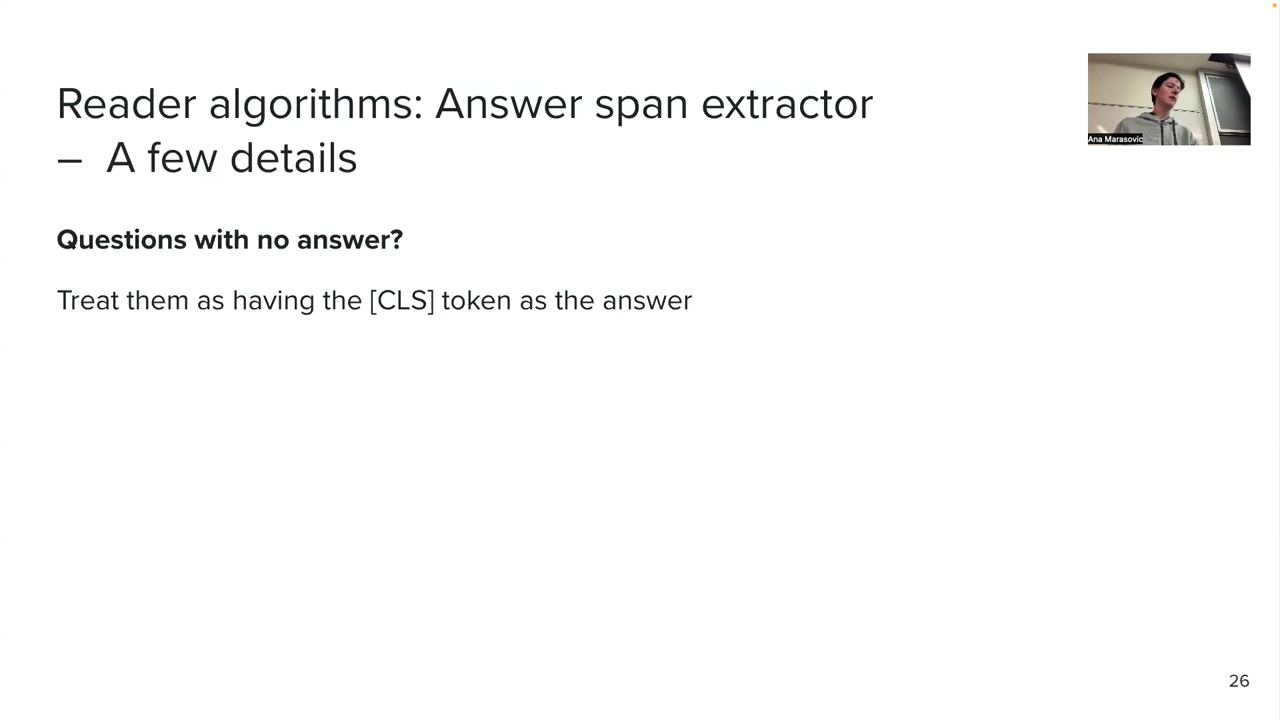 Reader algorithms: Answer span extractor
– A few details
Ana Marasovic
Questions with no answer?
Treat them as having the [CLS] token as the answer
26